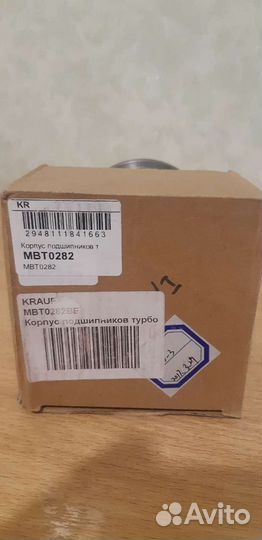 KR
2948111841663
Корпус подшипников т
MBT0282
MBT0282
KRAUF
MBT0282BE
Корпус подшипников турбо
Avito